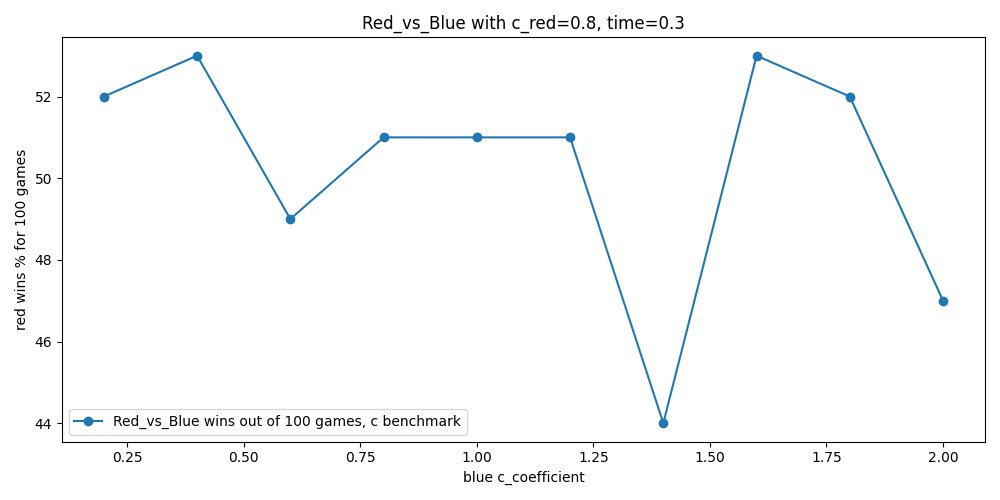 Red_vs_Blue with c_red=0.8, time=0.3
red wins % for 100 games
52
50
48
46
44
Red_vs_Blue wins out of 100 games, c benchmark
0.25 0.50 0.75 1.00 1.25 1.50 1.75 2.00
blue c_coefficient